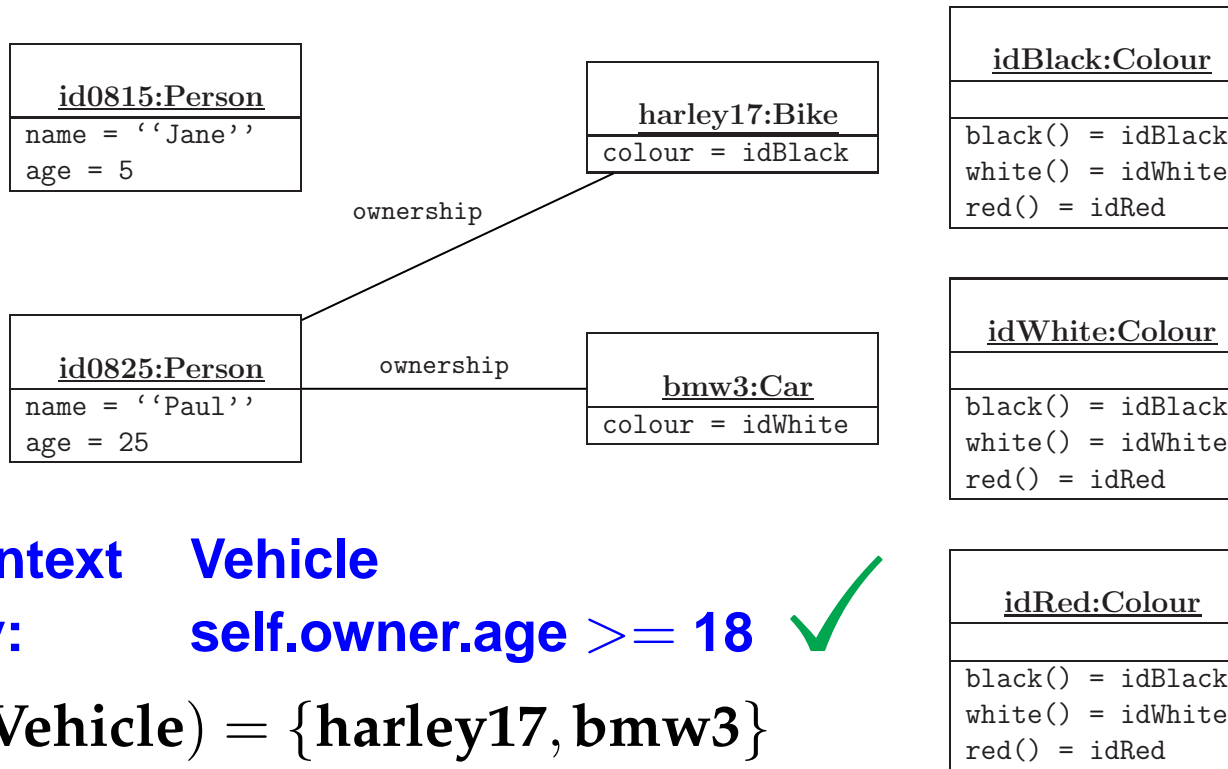 id0815:Person
name = ‘‘Jane’’
age = 5
harley17:Bike
colour = idBlack
idBlack:Colour
black() = idBlack
white() = idWhite
red() = idRed
ownership
id0825:Person
name = ‘‘Paul’’
age = 25
ownership
bmw3:Car
colour = idWhite
idWhite:Colour
black() = idBlack
white() = idWhite
red() = idRed
ntext Vehicle
: self.owner.age >= 18 ✓
Vehicle) = {harley17, bmw3}
idRed:Colour
black() = idBlack
white() = idWhite
red() = idRed